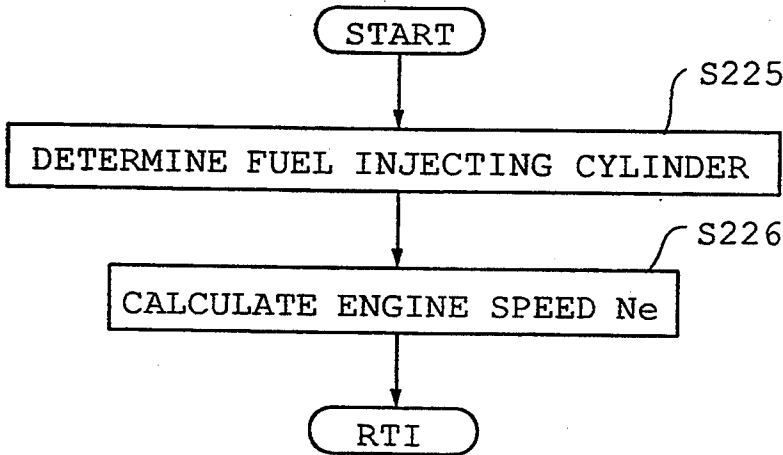 START
S225
DETERMINE FUEL INJECTING CYLINDER
S226
CALCULATE ENGINE SPEED Ne
RTI